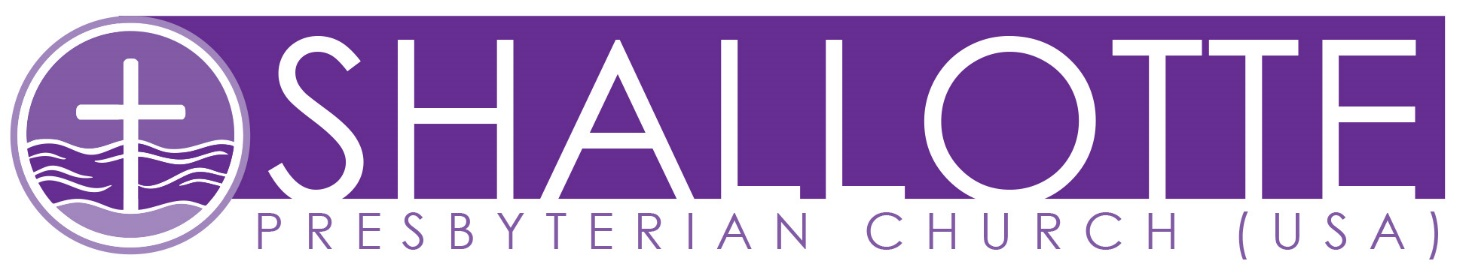 SHALLOTTE
PRESBYTERIAN CHURCH (USA)